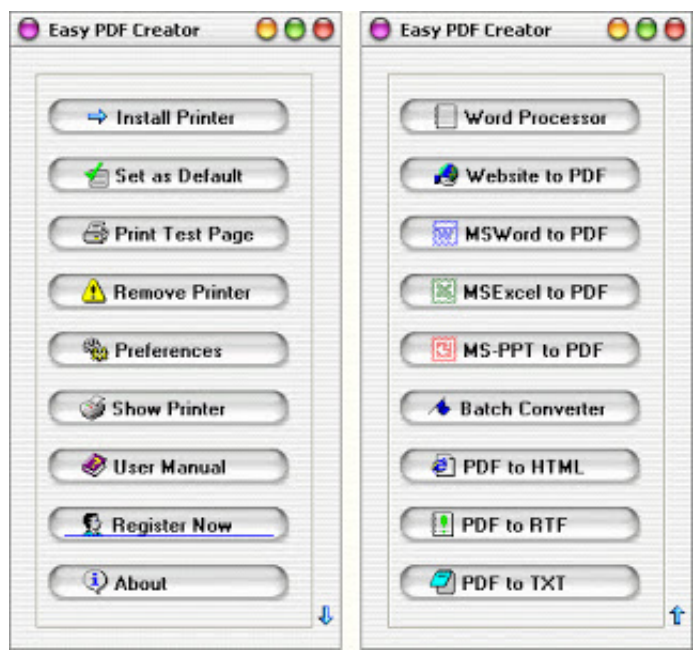 Easy PDF Creator
Install Printer
Set as Default
Print Test Page
Remove Printer
Preferences
Show Printer
User Manual
Register Now
About
Easy PDF Creator
Word Processor
Website to PDF
MSWord to PDF
MSExcel to PDF
MS-PPT to PDF
Batch Converter
PDF to HTML
PDF to RTF
PDF to TXT